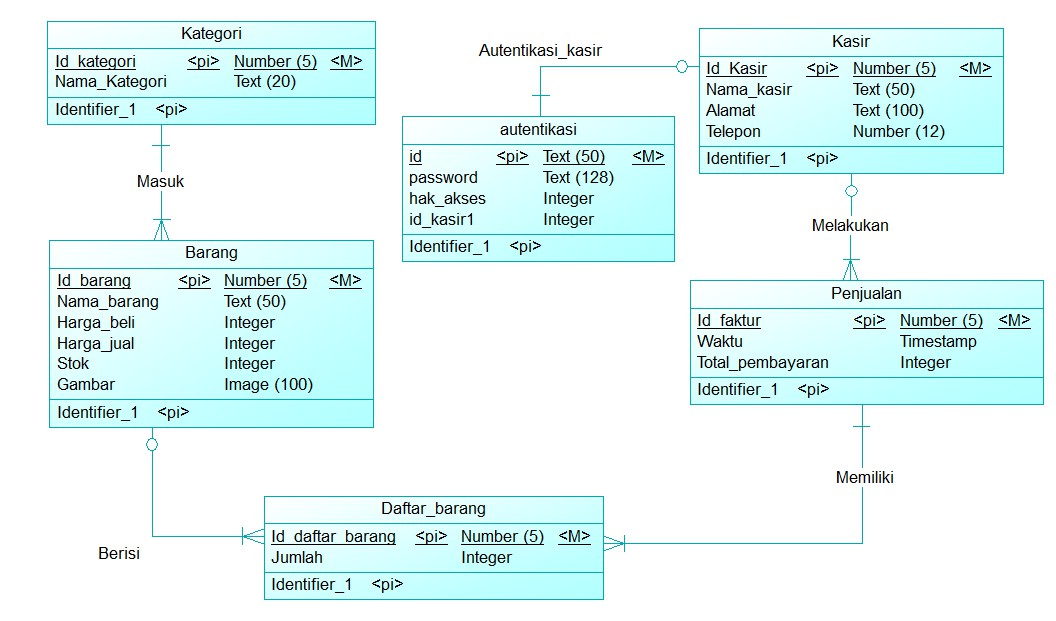 Kategori
Id_kategori <pi> Number (5) <M>
Nama_Kategori Text (20)
Identifier_1 <pi>
Autentikasi_kasir
Kasir
Id_Kasir <pi> Number (5) <M>
Nama_kasir Text (50)
Alamat Text (100)
Telepon Number (12)
Identifier_1 <pi>
autentikasi
id <pi> Text (50) <M>
password Text (128)
hak_akses Integer
id_kasir1 Integer
Identifier_1 <pi>
Masuk
Melakukan
Barang
Id_barang <pi> Number (5) <M>
Nama_barang Text (50)
Harga_beli Integer
Harga_jual Integer
Stok Integer
Gambar Image (100)
Identifier_1 <pi>
Penjualan
Id_faktur <pi> Number (5) <M>
Waktu Timestamp
Total_pembayaran Integer
Identifier_1 <pi>
Memiliki
Berisi
Daftar_barang
Id_daftar_barang <pi> Number (5) <M>
Jumlah Integer
Identifier_1 <pi>